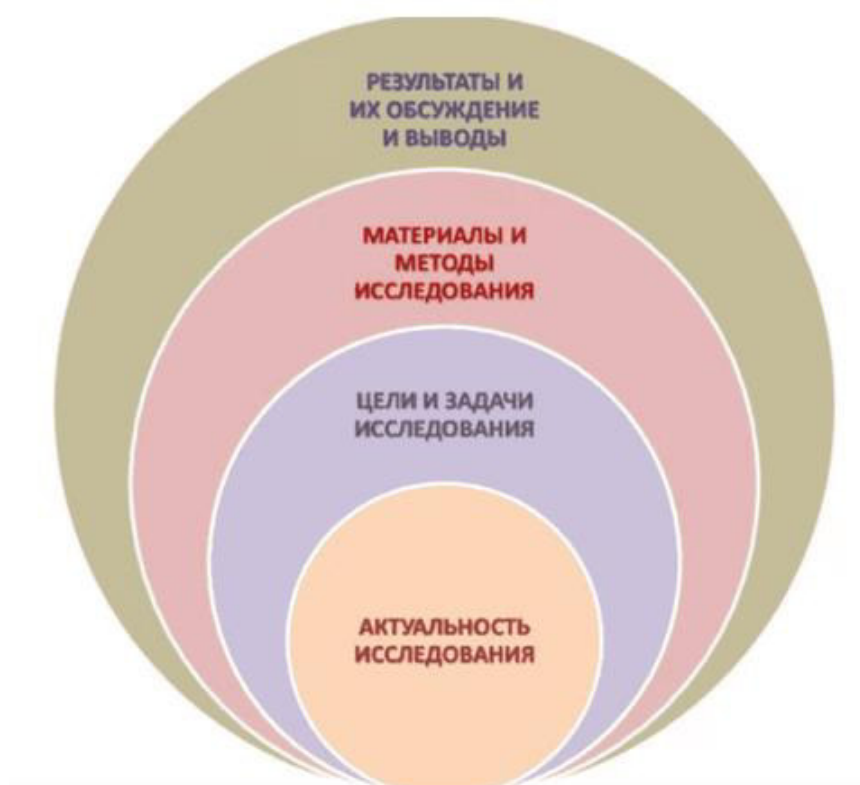 РЕЗУЛЬТАТЫ И
ИХ ОБСУЖДЕНИЕ
И ВЫВОДЫ
МАТЕРИАЛЫ И
МЕТОДЫ
ИССЛЕДОВАНИЯ
ЦЕЛИ И ЗАДАЧИ
ИССЛЕДОВАНИЯ
АКТУАЛЬНОСТЬ
ИССЛЕДОВАНИЯ